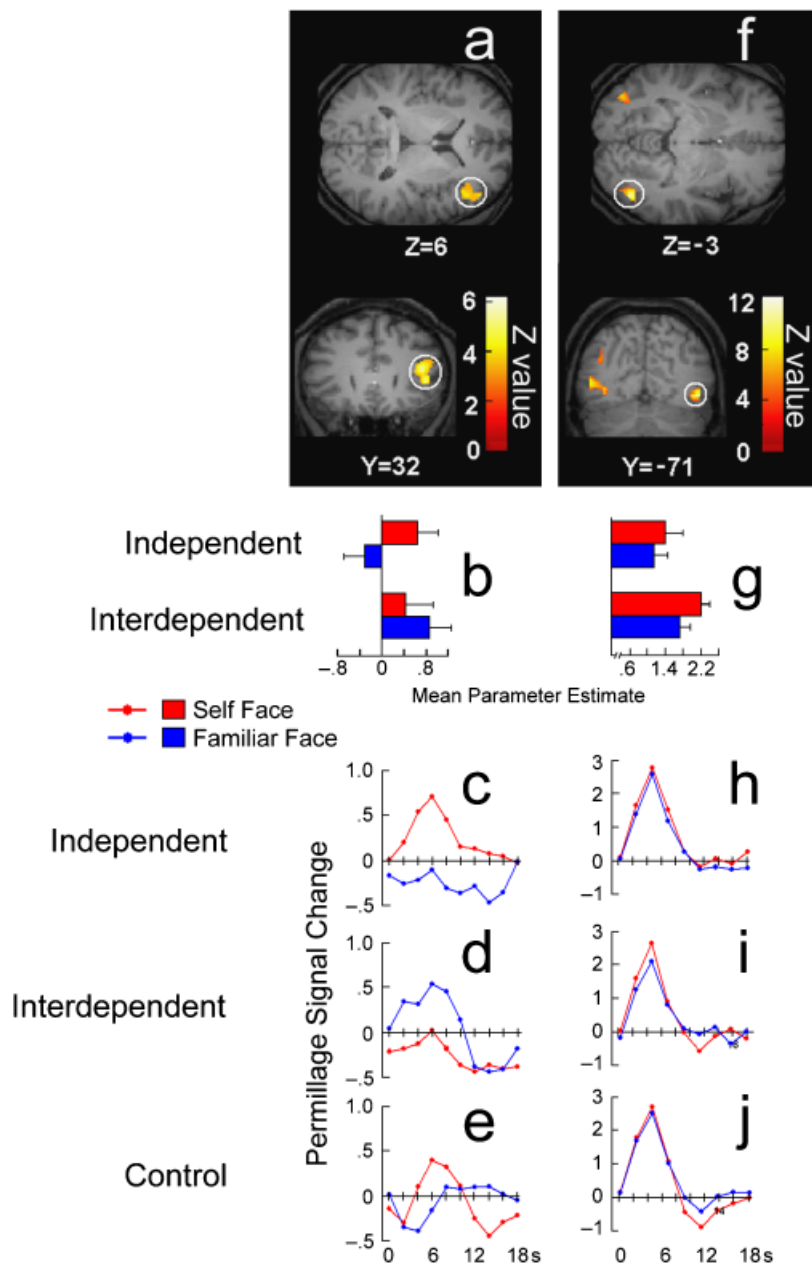 a
f
Z=6
Z=-3
6
4
2
0
Z value
12
8
4
0
Z value
Y=32
Y=-71
Independent
Interdependent
b
g
-.8
0
.8
.6
1.4
2.2
Mean Parameter Estimate
Self Face
Familiar Face
Permillage Signal Change
Independent
1.0
.5
0
-.5
c
3
2
1
0
-1
h
Interdependent
1.0
.5
0
-.5
d
3
2
1
0
-1
i
Control
1.0
.5
0
-.5
e
3
2
1
0
-1
j
0 6 12 18s
0 6 12 18s